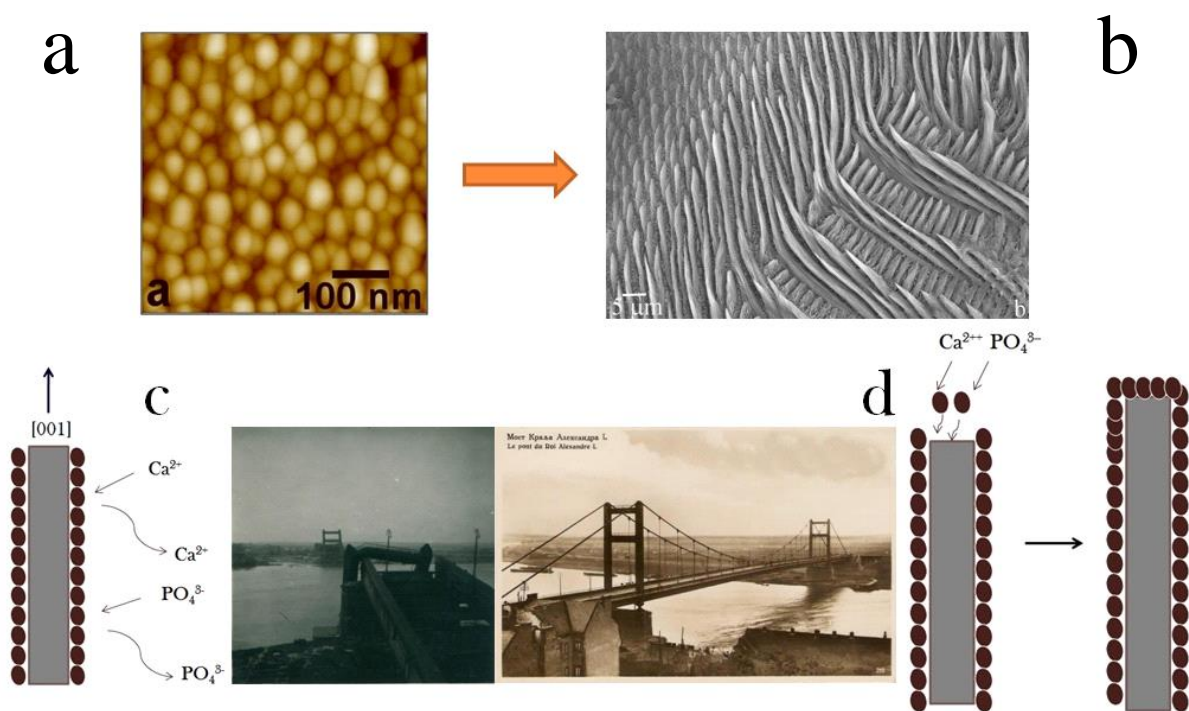 a
b
a
100 nm
5 µm
b
c
d
[001]
Ca²⁺
Ca²⁺
PO₄³⁻
PO₄³⁻
Мост Краља Александра I.
Le pont du Roi Alexandre I.
Ca²⁺⁺ PO₄³⁻